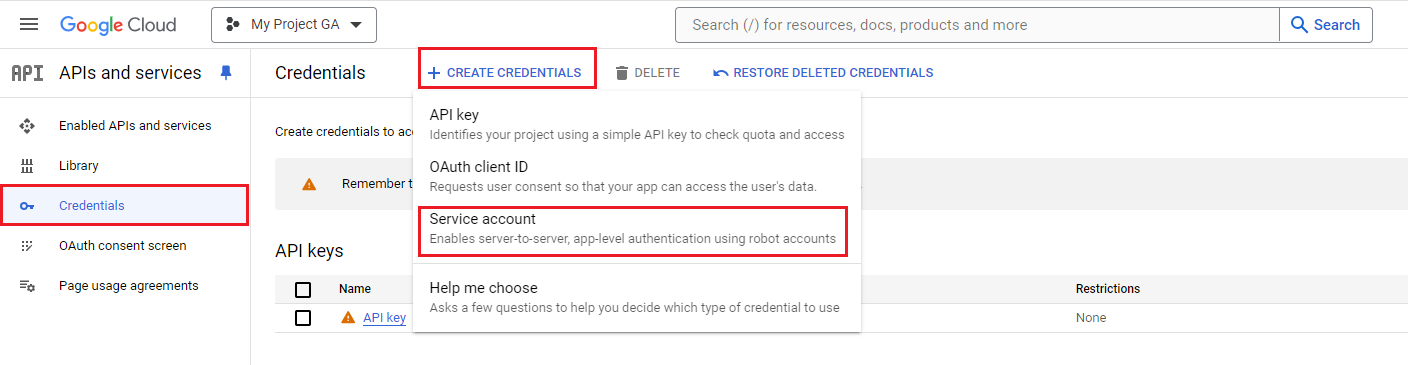 Google Cloud
My Project GA
Search (/) for resources, docs, products and more
Search
API
APIs and services
Credentials
CREATE CREDENTIALS
DELETE
RESTORE DELETED CREDENTIALS
Enabled APIs and services
Library
Credentials
OAuth consent screen
Page usage agreements
Create credentials to acc
Remember t
API key
Identifies your project using a simple API key to check quota and access
OAuth client ID
Requests user consent so that your app can access the user's data.
Service account
Enables server-to-server, app-level authentication using robot accounts
Help me choose
Asks a few questions to help you decide which type of credential to use
API keys
Name
Restrictions
API key
None